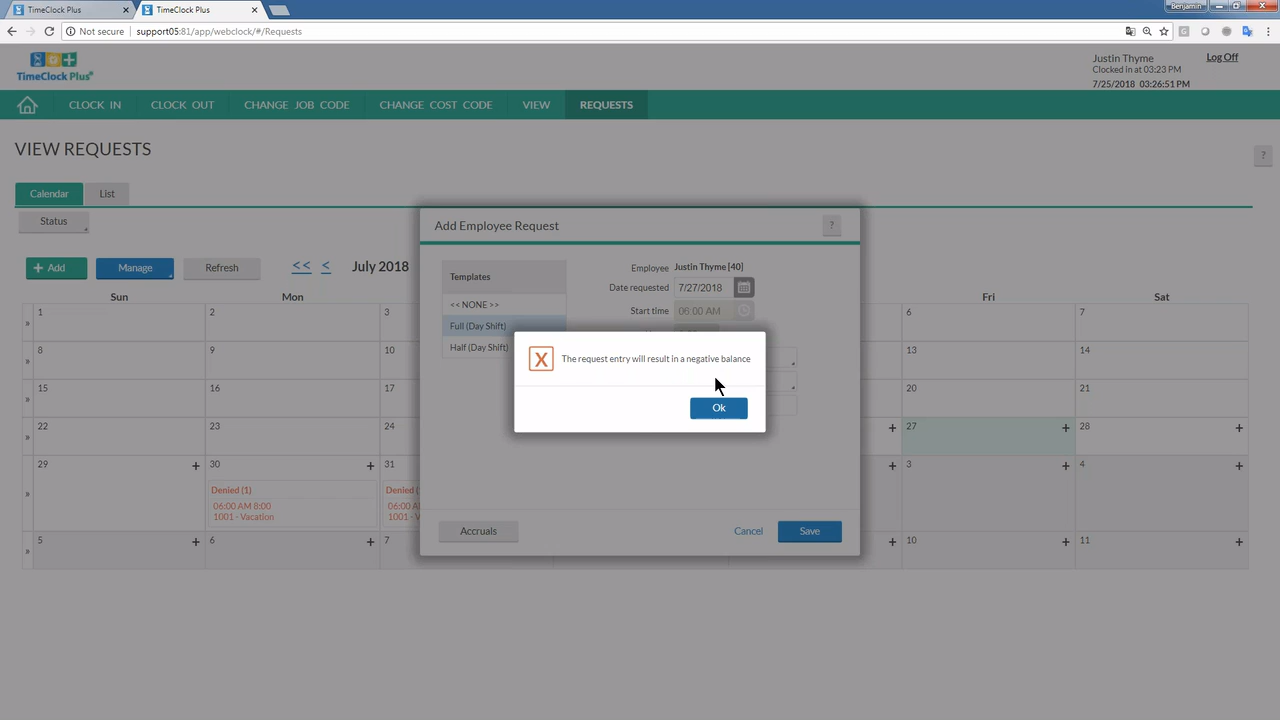 TimeClock Plus
TimeClock Plus
Benjamin
Not secure
support05:81/app/webclock/#/Requests
TimeClock Plus
Justin Thyme
Clocked in at 03:23 PM
7/25/2018 03:26:51 PM
Log Off
CLOCK IN
CLOCK OUT
CHANGE JOB CODE
CHANGE COST CODE
VIEW
REQUESTS
VIEW REQUESTS
?
Calendar
List
Status
+ Add
Manage
Refresh
<<
<
July 2018
Sun
Mon
Fri
Sat
1
2
3
6
7
8
9
10
13
14
15
16
17
20
21
22
23
24
+
27
+
28
+
29
+
30
+
31
+
3
+
4
+
Denied (1)
06:00 AM 8:00
1001 - Vacation
Denied (
06:00 A
1001 - V
5
+
6
+
7
+
10
+
11
+
Add Employee Request
?
Templates
<< NONE >>
Full (Day Shift)
Half (Day Shift)
Employee
Justin Thyme [40]
Date requested
7/27/2018
Start time
06:00 AM
X
The request entry will result in a negative balance
Ok
Accruals
Cancel
Save